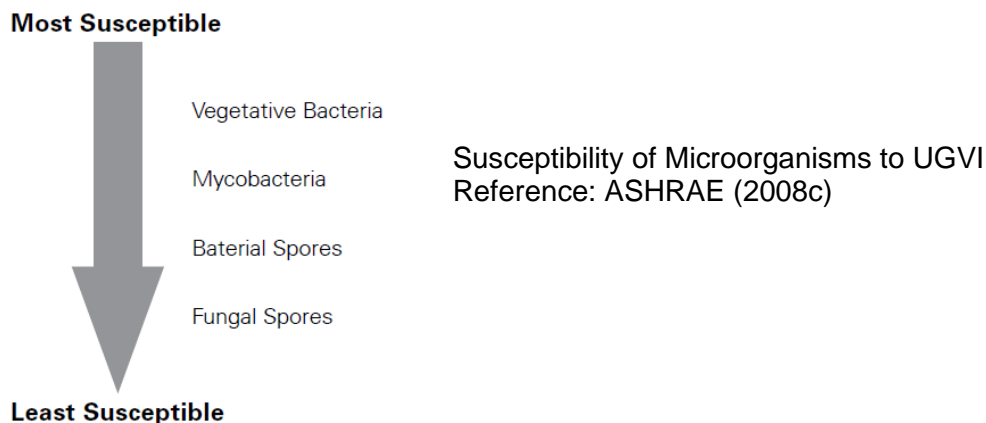 Most Susceptible
Vegetative Bacteria
Mycobacteria
Baterial Spores
Fungal Spores
Least Susceptible
Susceptibility of Microorganisms to UGVI
Reference: ASHRAE (2008c)